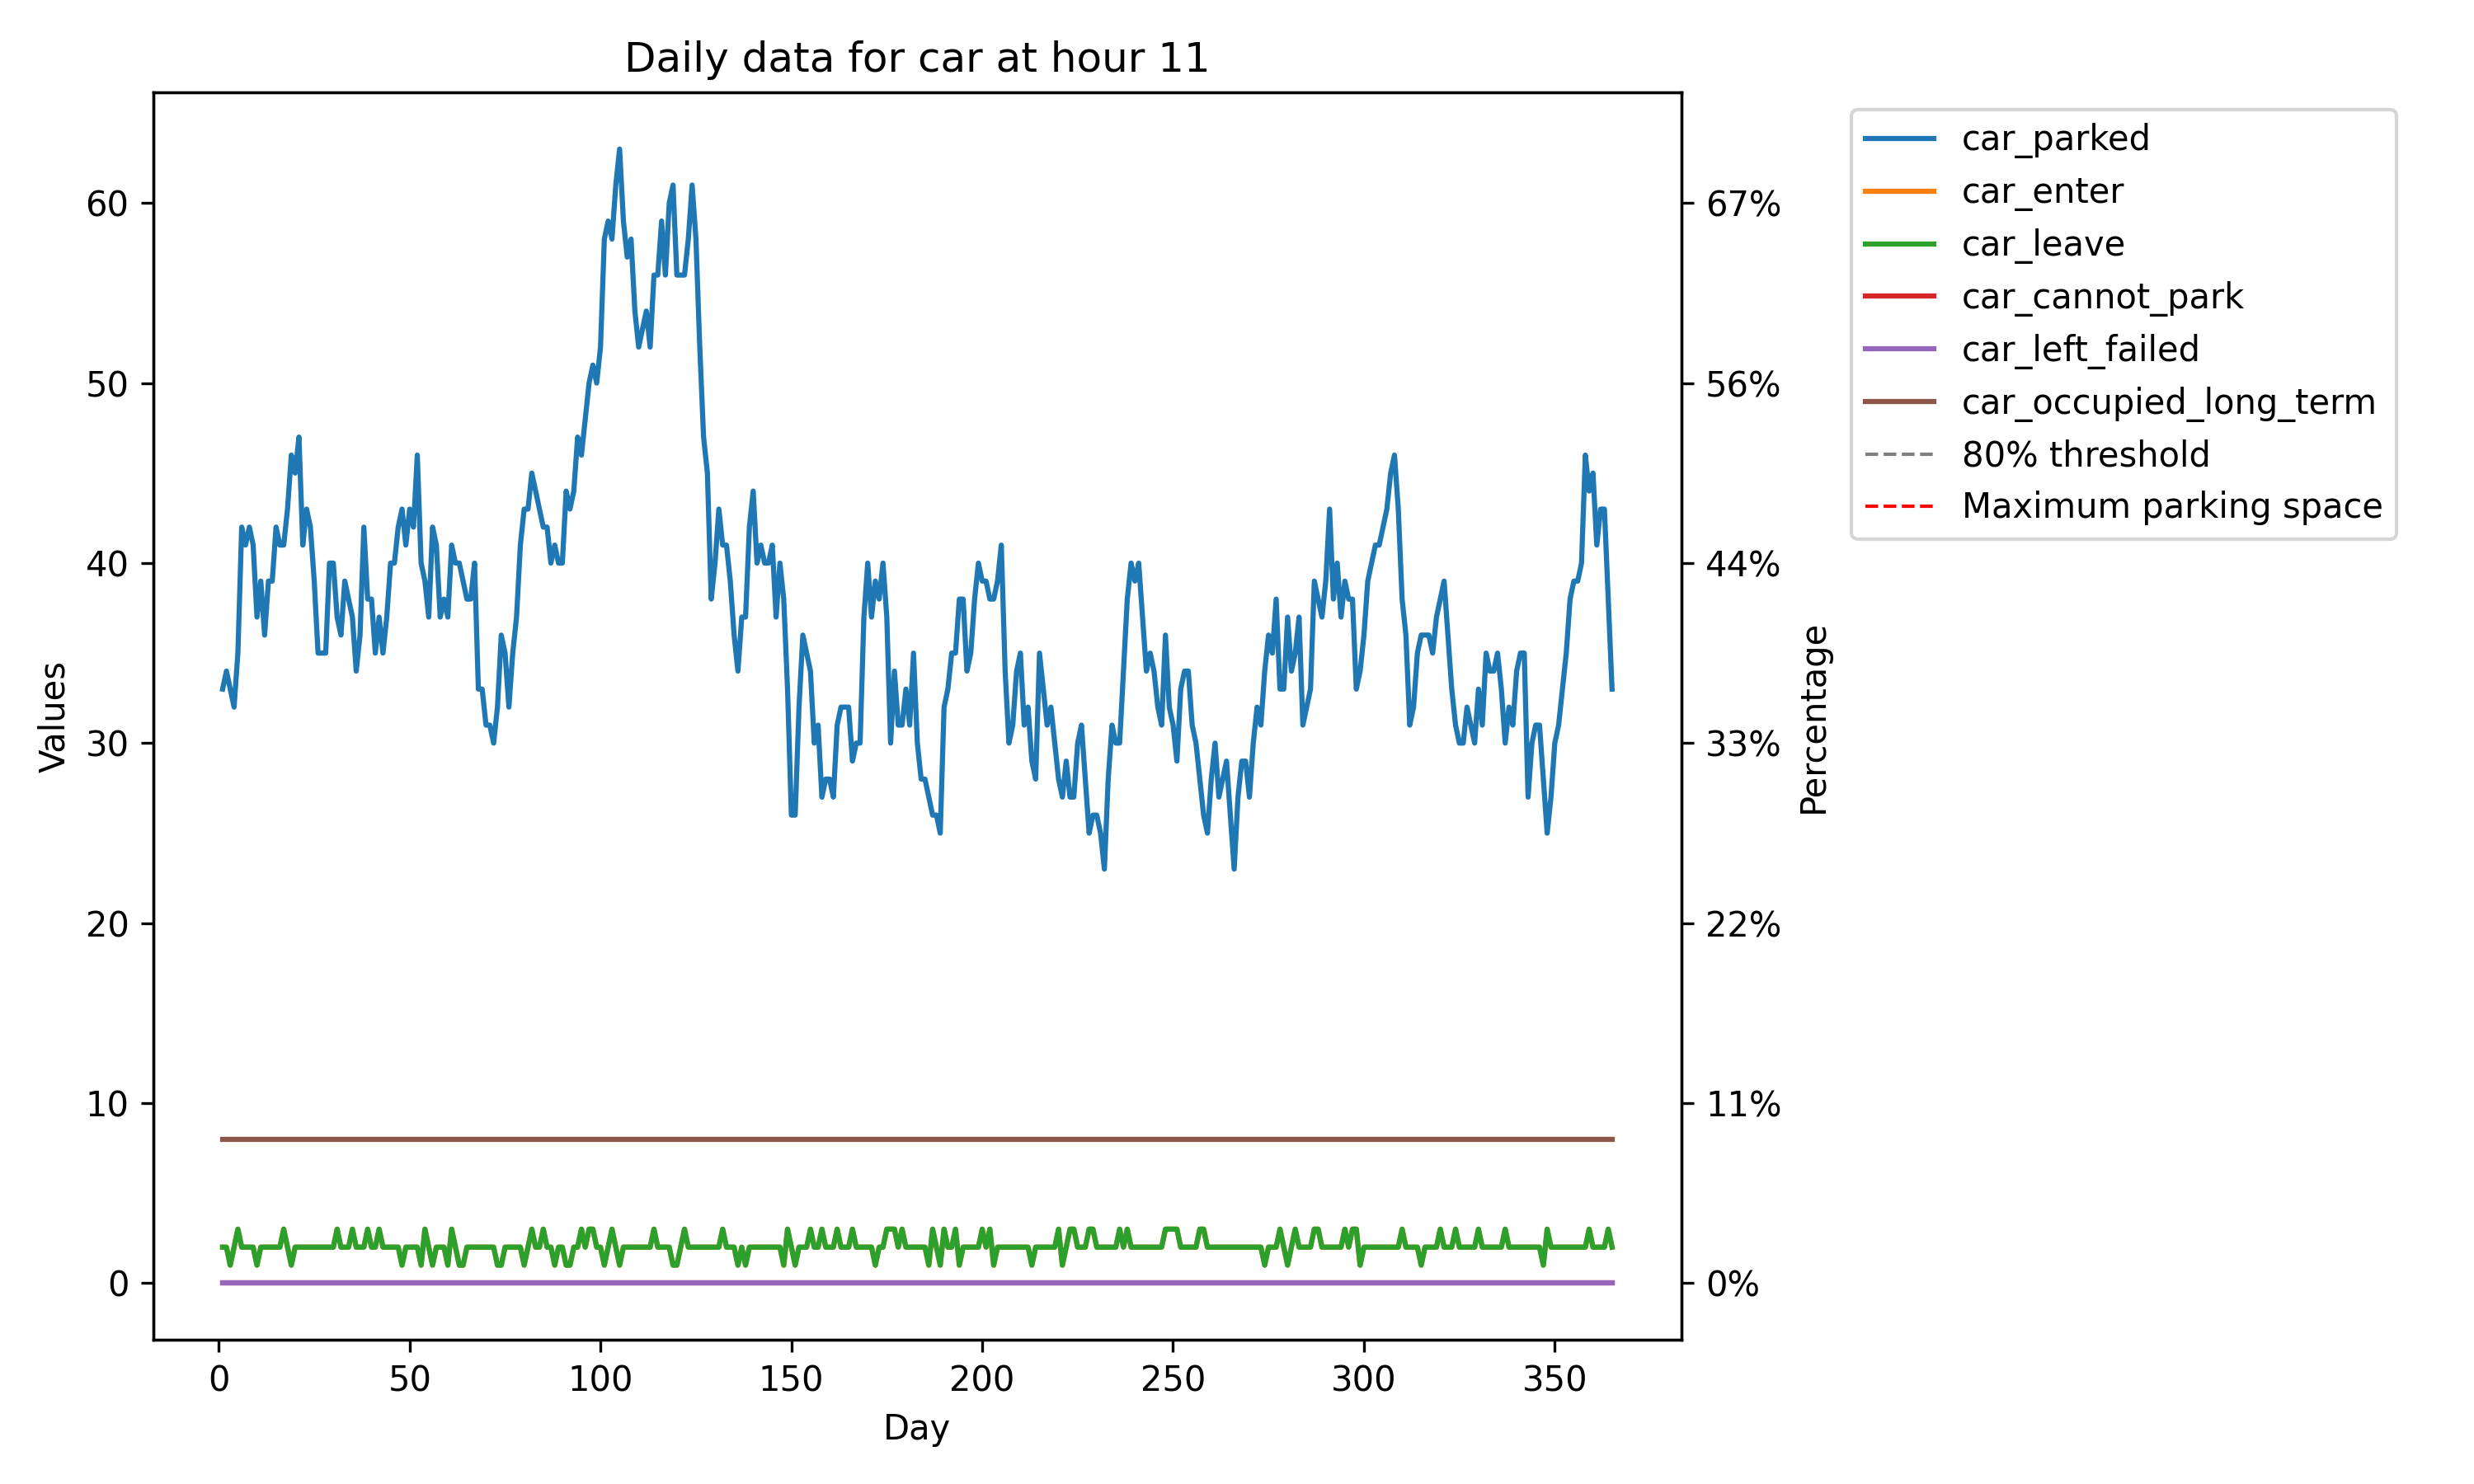 Daily data for car at hour 11
Values
60
50
40
30
20
10
0
0 50 100 150 200 250 300 350
Day
67%
56%
44%
33%
22%
11%
0%
Percentage
car_parked
car_enter
car_leave
car_cannot_park
car_left_failed
car_occupied_long_term
80% threshold
Maximum parking space